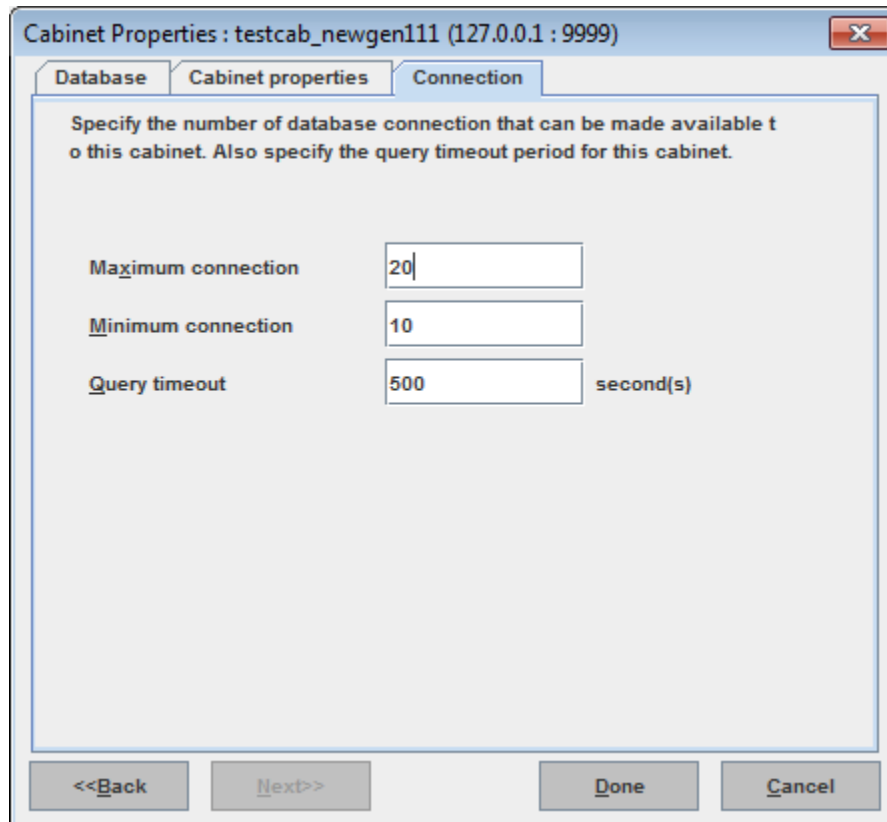 Cabinet Properties : testcab_newgen111 (127.0.0.1 : 9999)
Database Cabinet properties Connection
Specify the number of database connection that can be made available t
o this cabinet. Also specify the query timeout period for this cabinet.
Maximum connection 20
Minimum connection 10
Query timeout 500 second(s)
<<Back Next>> Done Cancel